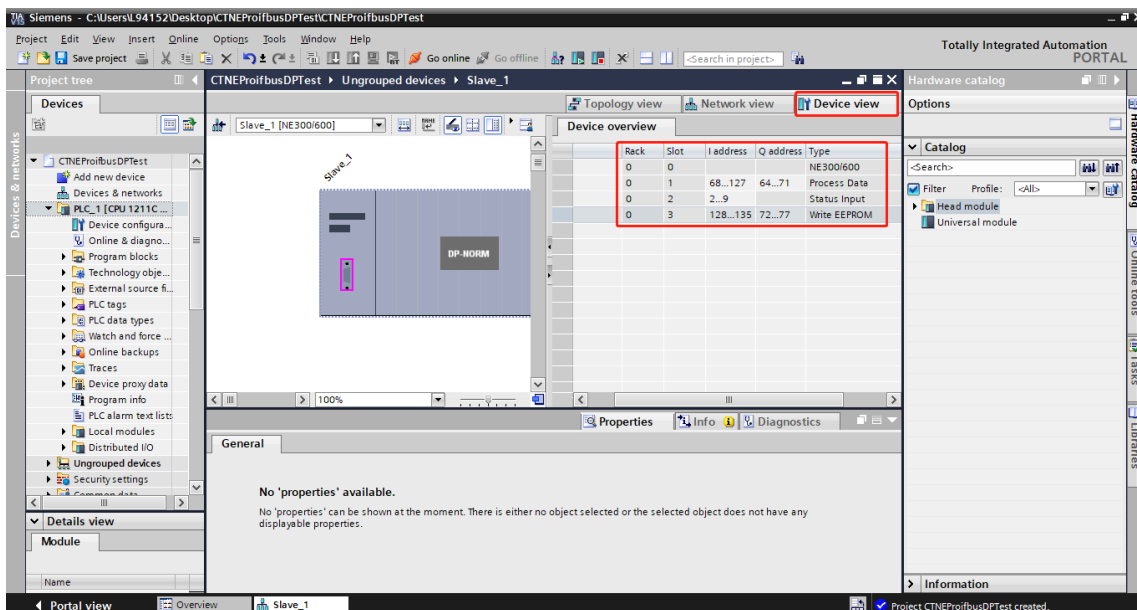 Siemens - C:\Users\L94152\Desktop\CTNEProifbusDPTest\CTNEProifbusDPTest
Project Edit View Insert Online Options Tools Window Help
Totally Integrated Automation
PORTAL
Save project Go online Go offline <Search in project>
Project tree
CTNEProifbusDPTest Ungrouped devices Slave_1
Hardware catalog
Devices
Topology view Network view Device view
Options
Slave_1 [NE300/600]
Device overview
CTNEProifbusDPTest
Add new device
Devices & networks
PLC_1 [CPU 1211C ...
Device configura...
Online & diagno...
Program blocks
Technology obje...
External source fi...
PLC tags
PLC data types
Watch and force ...
Online backups
Traces
Device proxy data
Program info
PLC alarm text lists
Local modules
Distributed I/O
Ungrouped devices
Security settings
Common data
Slave_1
DP-NORM
100%
Rack Slot I address Q address Type
0 0 NE300/600
0 1 68...127 64...71 Process Data
0 2 2...9 Status Input
0 3 128...135 72...77 Write EEPROM
Catalog
<Search>
Filter Profile: <All>
Head module
Universal module
Devices & networks
Hardware catalog
Online tools
Tasks
Libraries
Properties Info Diagnostics
General
No 'properties' available.
No 'properties' can be shown at the moment. There is either no object selected or the selected object does not have any
displayable properties.
Details view
Module
Name
Information
Portal view Overview Slave_1
Project CTNEProifbusDPTest created.